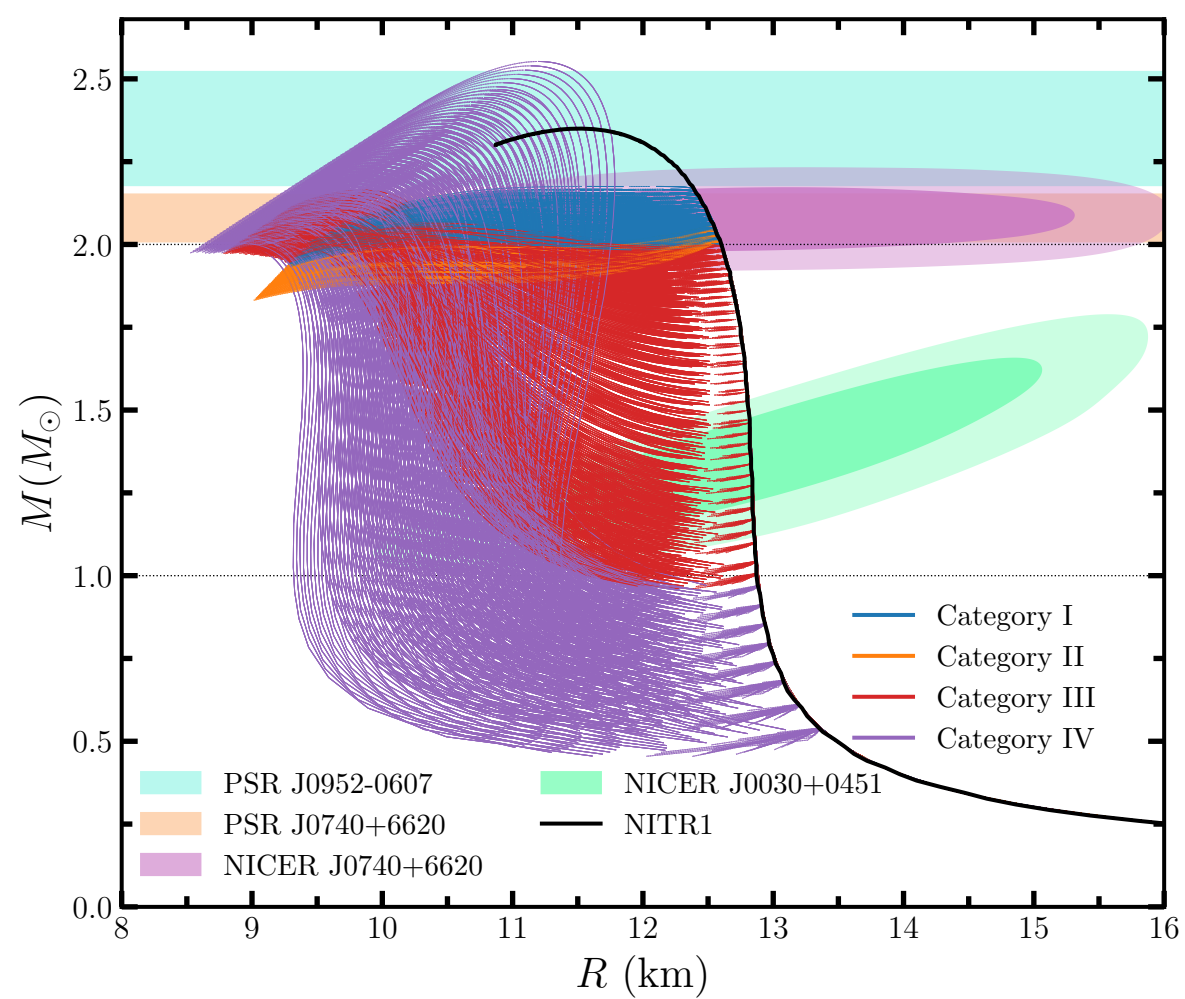 2.5
2.0
1.5
1.0
0.5
0.0
M (M⊙)
8 9 10 11 12 13 14 15 16
R (km)
Category I
Category II
Category III
Category IV
PSR J0952-0607
PSR J0740+6620
NICER J0740+6620
NICER J0030+0451
NITR1